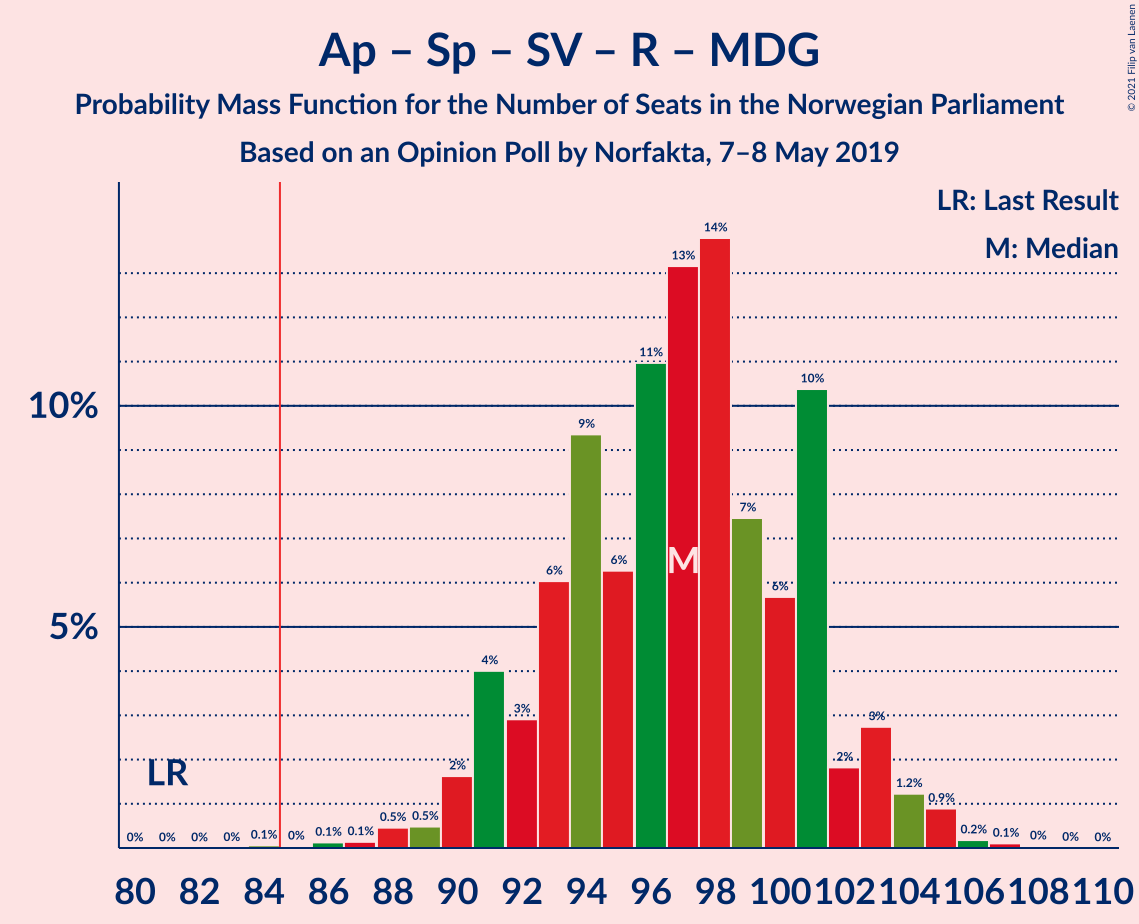 Ap – Sp – SV – R – MDG
Probability Mass Function for the Number of Seats in the Norwegian Parliament
Based on an Opinion Poll by Norfakta, 7–8 May 2019
© 2021 Filip van Laenen
LR: Last Result
M: Median
14%
13%
11%
10%
10%
9%
7%
6%
6%
6%
M
5%
4%
3%
3%
2%
2%
LR
1.2%
0.9%
0.5%
0.5%
0% 0% 0% 0% 0.1% 0% 0.1% 0.1% 0.2% 0.1% 0% 0% 0%
80 82 84 86 88 90 92 94 96 98 100 102 104 106 108 110